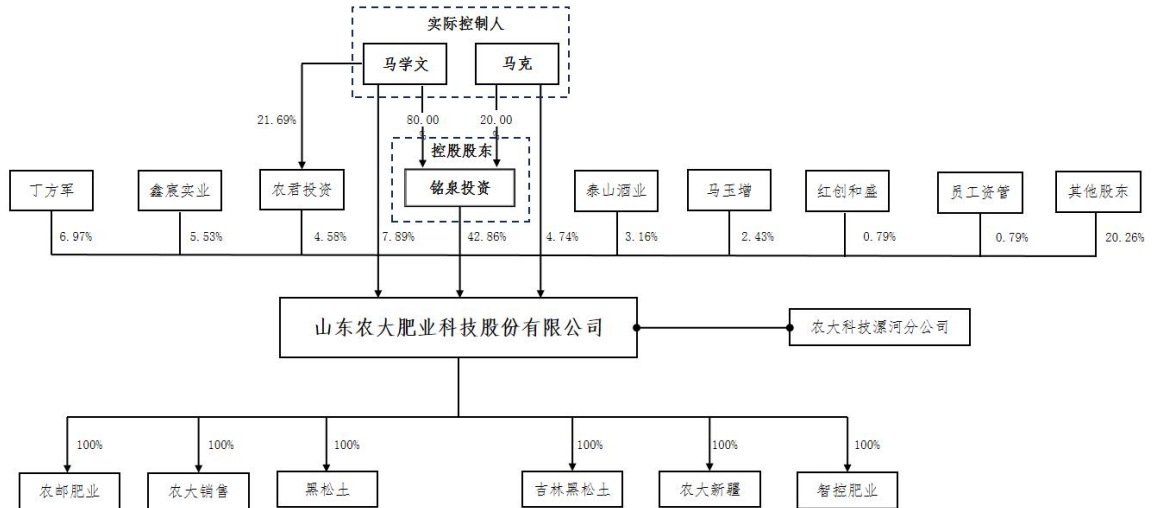 实际控制人
马学文
马克
21.69%
80.00
%
20.00
%
控股股东
丁方军
鑫宸实业
农君投资
铭泉投资
泰山酒业
马玉增
红创和盛
员工资管
其他股东
6.97%
5.53%
4.58%
7.89%
42.86%
4.74%
3.16%
2.43%
0.79%
0.79%
20.26%
山东农大肥业科技股份有限公司
农大科技漯河分公司
100%
100%
100%
100%
100%
100%
农邮肥业
农大销售
黑松土
吉林黑松土
农大新疆
智控肥业